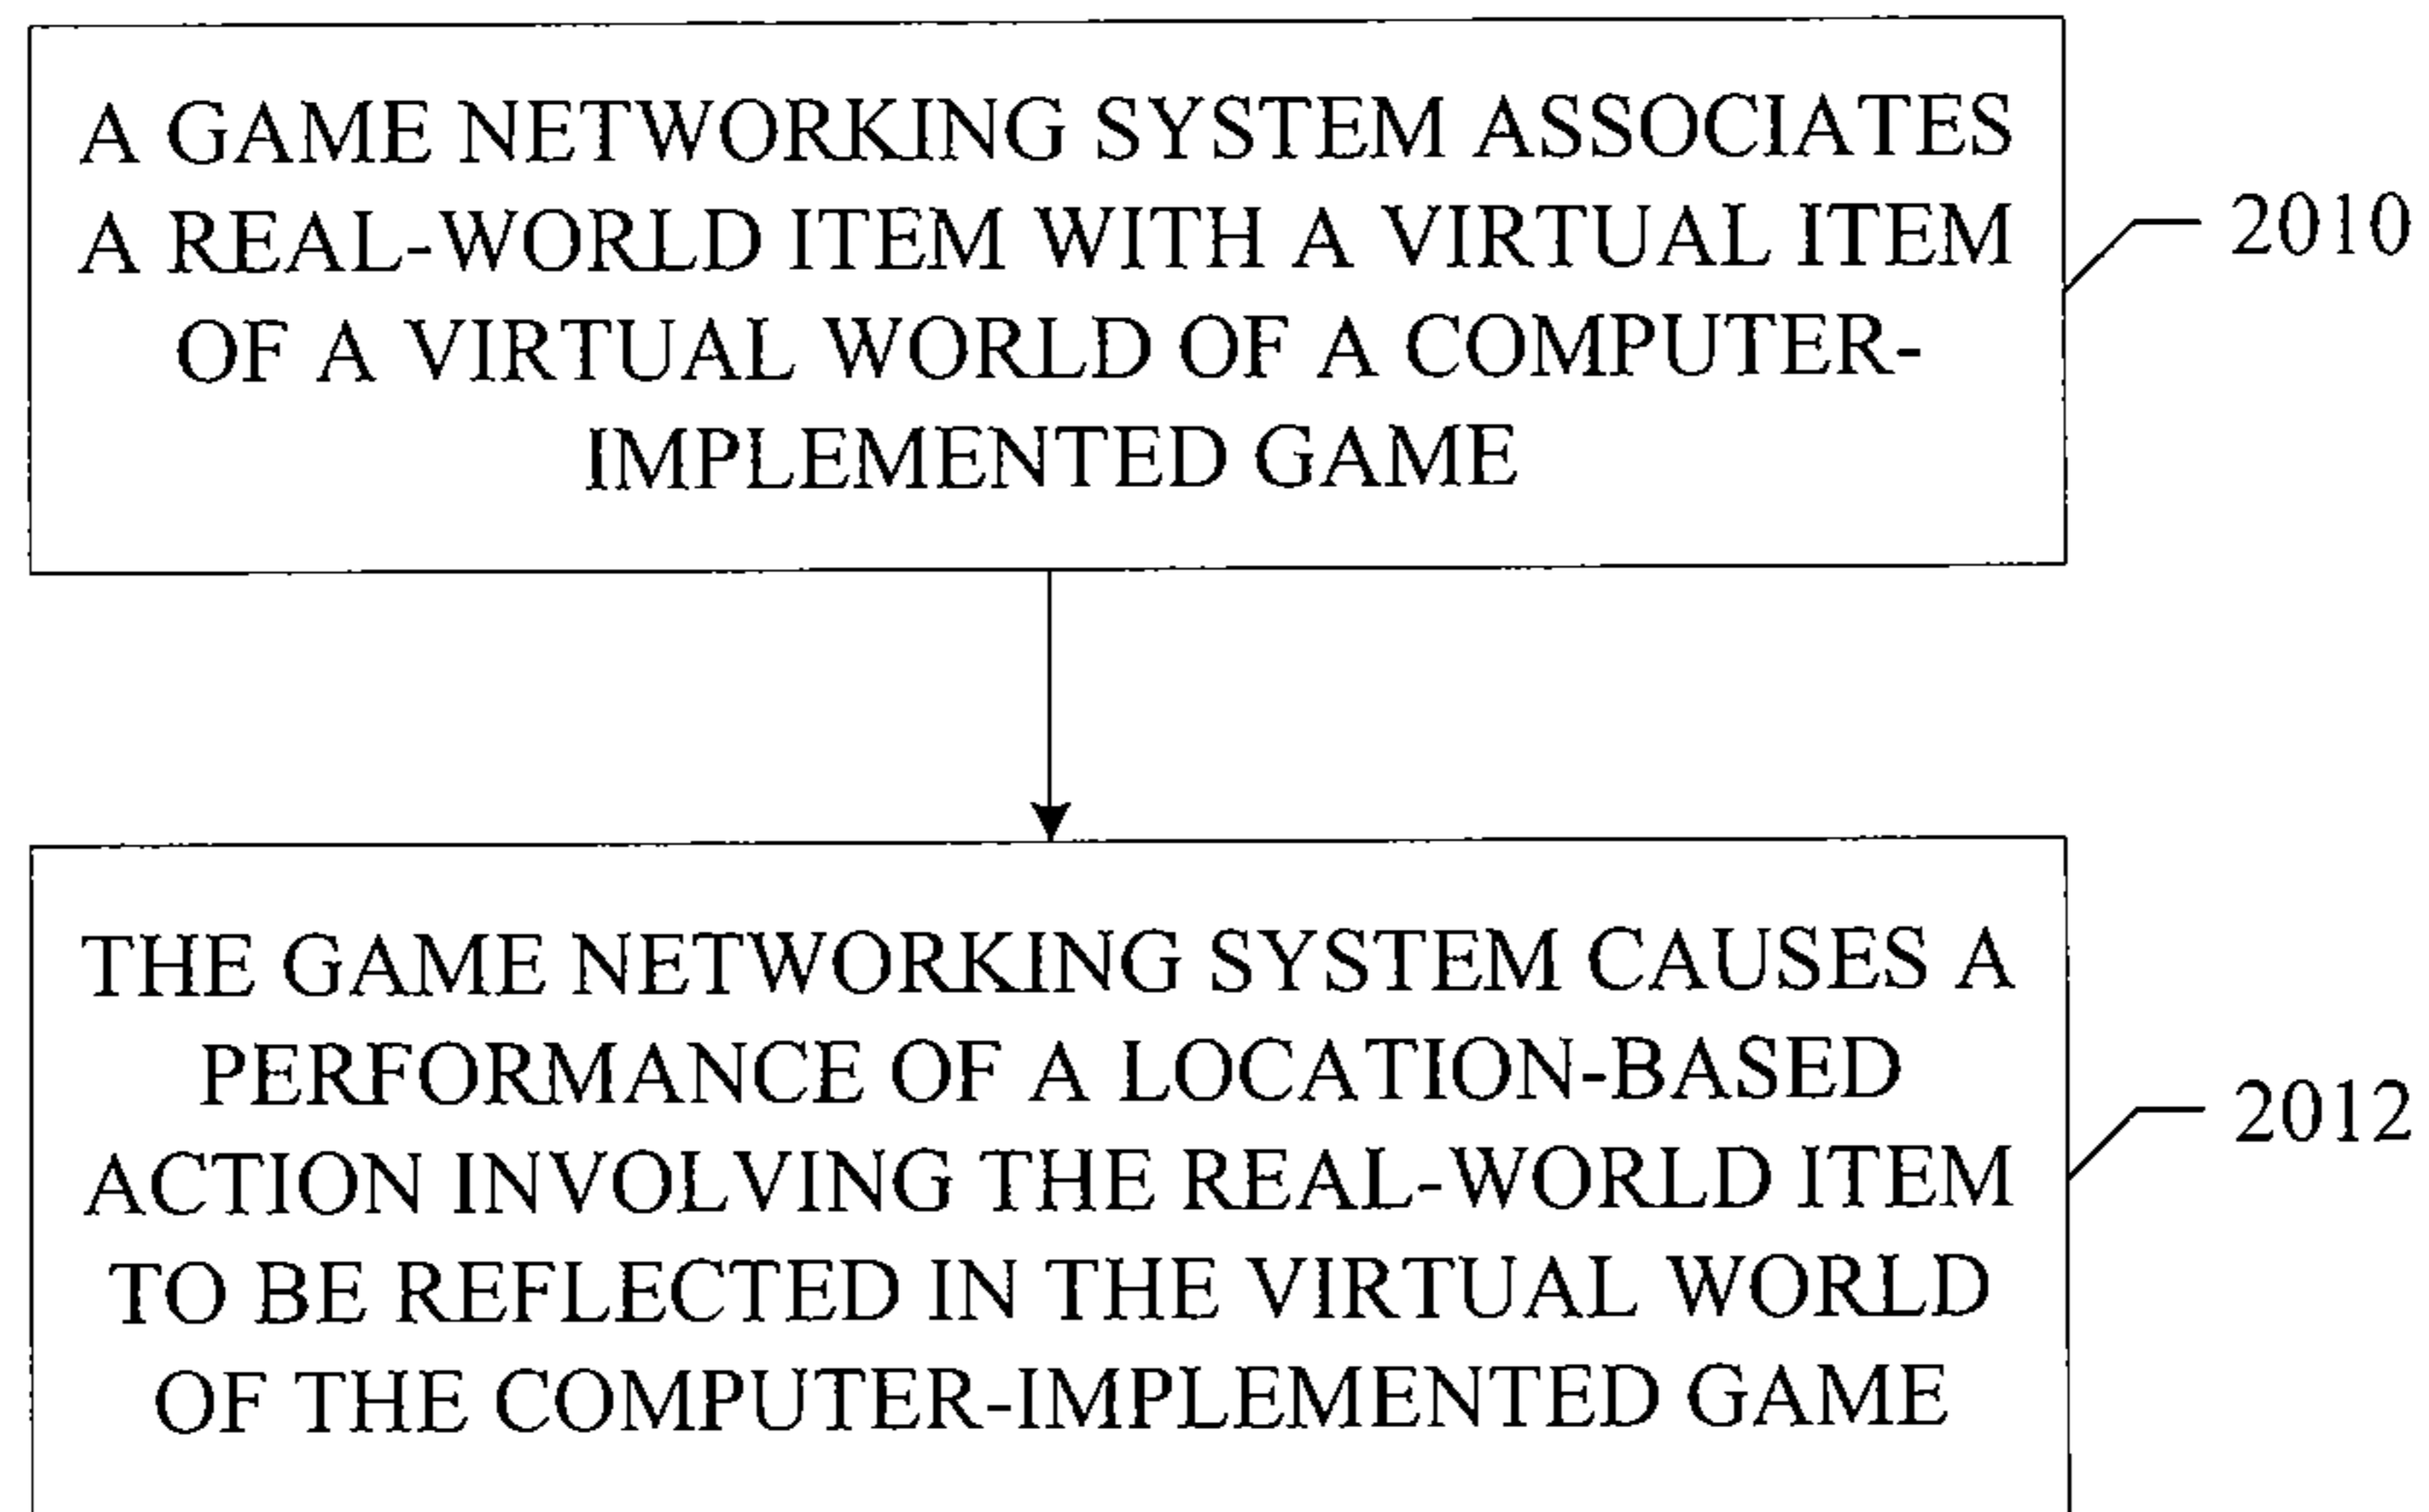 A GAME NETWORKING SYSTEM ASSOCIATES
A REAL-WORLD ITEM WITH A VIRTUAL ITEM
OF A VIRTUAL WORLD OF A COMPUTER-
IMPLEMENTED GAME
2010
THE GAME NETWORKING SYSTEM CAUSES A
PERFORMANCE OF A LOCATION-BASED
ACTION INVOLVING THE REAL-WORLD ITEM
TO BE REFLECTED IN THE VIRTUAL WORLD
OF THE COMPUTER-IMPLEMENTED GAME
2012